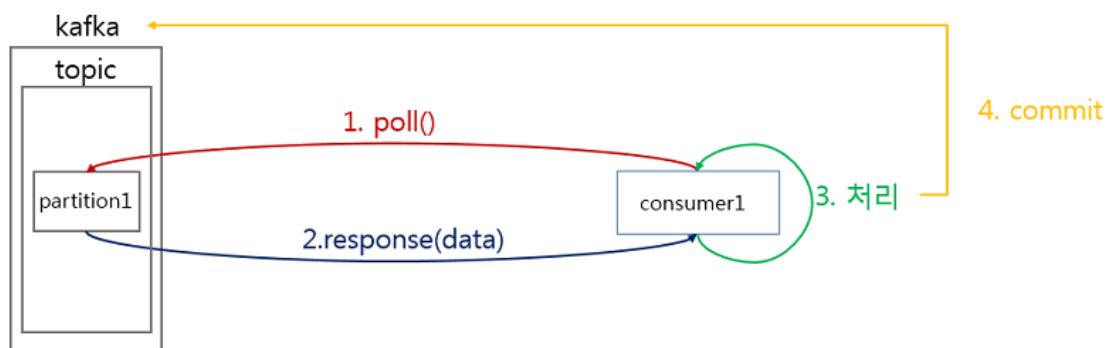 kafka
topic
1. poll()
4. commit
partition1
consumer1
3. 처리
2.response(data)